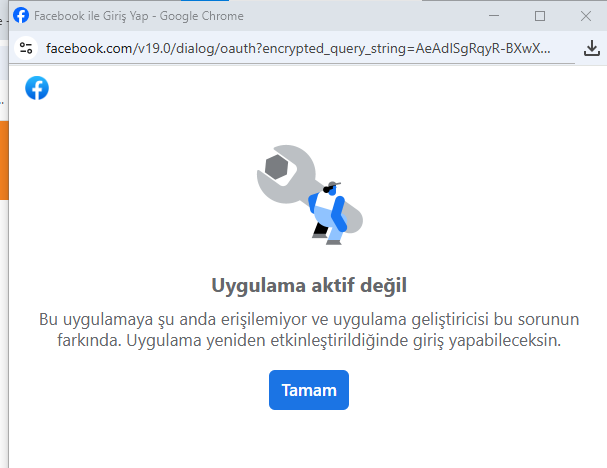 Facebook ile Giriş Yap - Google Chrome
facebook.com/v19.0/dialog/oauth?encrypted_query_string=AeAdISgRqyR-BXwX...
Uygulama aktif değil
Bu uygulamaya şu anda erişilemiyor ve uygulama geliştiricisi bu sorunun
farkında. Uygulama yeniden etkinleştirildiğinde giriş yapabileceksin.
Tamam